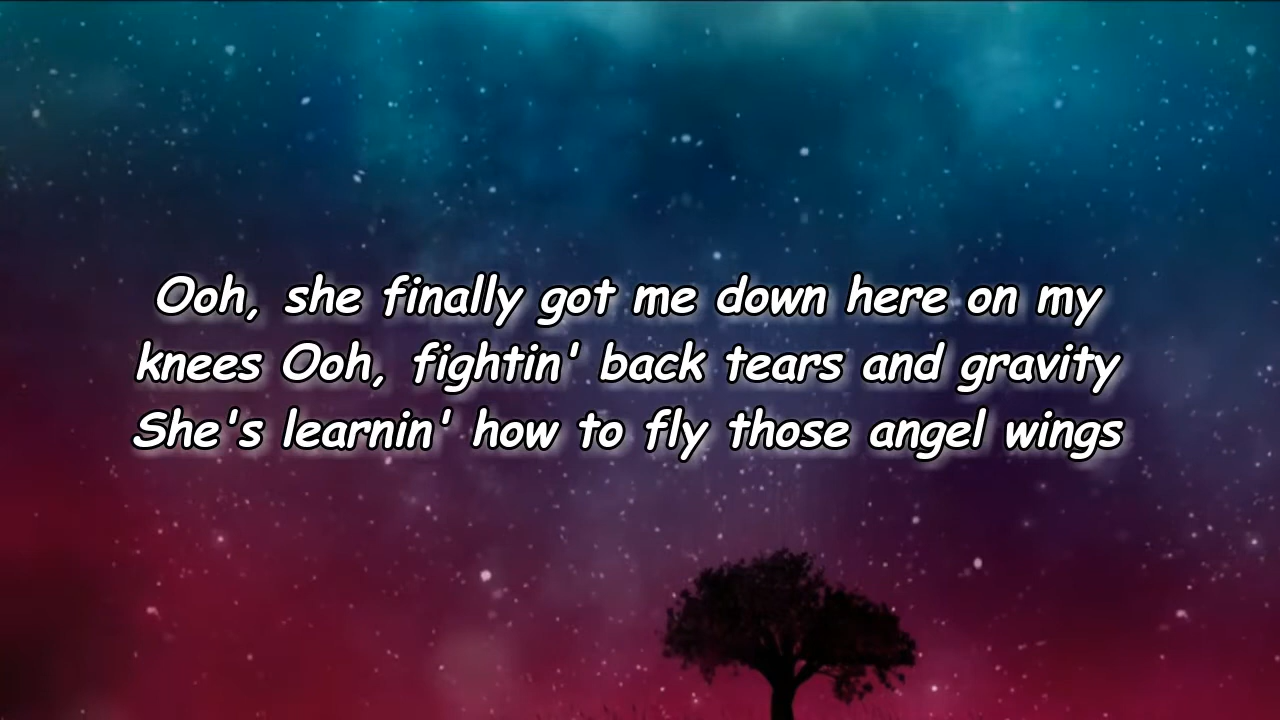 Ooh, she finally got me down here on my
knees Ooh, fightin' back tears and gravity
She's learnin' how to fly those angel wings